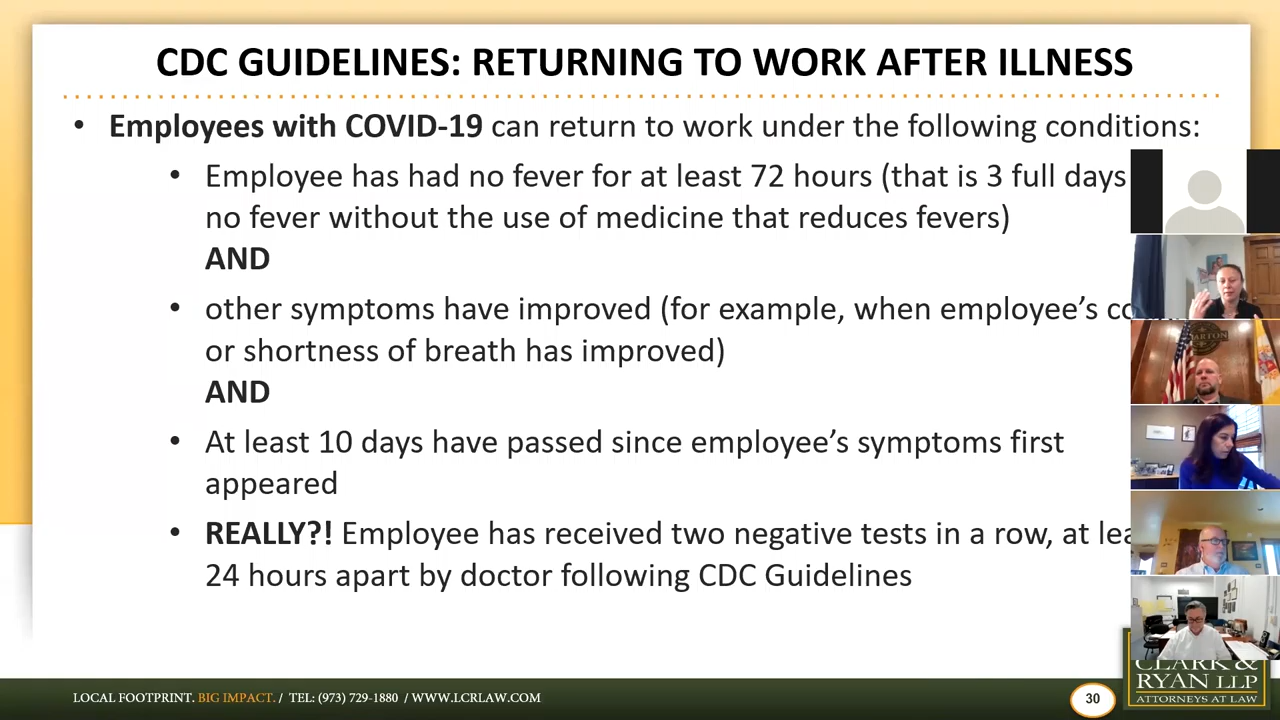 CDC GUIDELINES: RETURNING TO WORK AFTER ILLNESS
• Employees with COVID-19 can return to work under the following conditions:
• Employee has had no fever for at least 72 hours (that is 3 full days
no fever without the use of medicine that reduces fevers)
AND
• other symptoms have improved (for example, when employee’s
or shortness of breath has improved)
AND
• At least 10 days have passed since employee’s symptoms first
appeared
• REALLY?! Employee has received two negative tests in a row, at
24 hours apart by doctor following CDC Guidelines
CLARK &
RYAN LLP
ATTORNEYS AT LAW
LOCAL FOOTPRINT. BIG IMPACT. / TEL: (973) 729-1880 / WWW.LCRLAW.COM
30